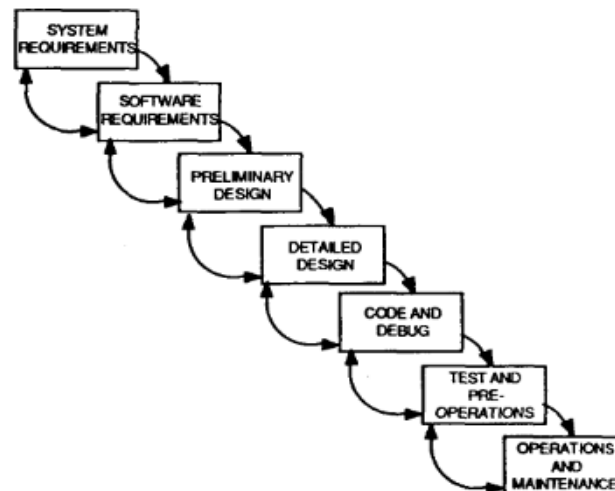 SYSTEM
REQUIREMENTS
SOFTWARE
REQUIREMENTS
PRELIMINARY
DESIGN
DETAILED
DESIGN
CODE AND
DEBUG
TEST AND
PRE-
OPERATIONS
OPERATIONS
AND
MAINTENANCE